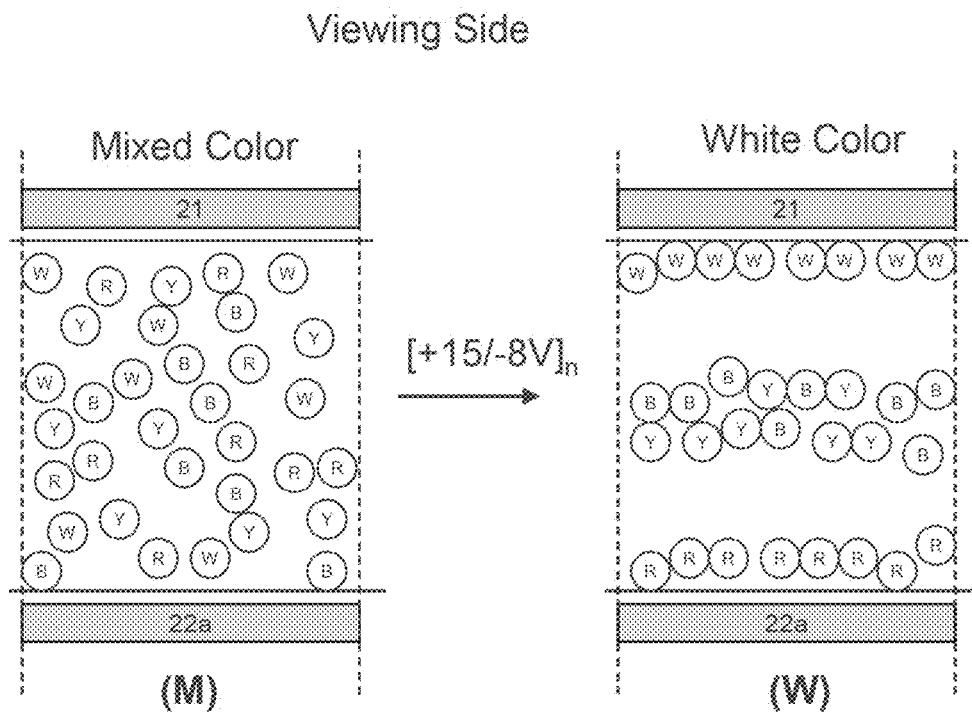 Viewing Side
Mixed Color
21
W R Y R W
Y W B Y
W W B R W
B B
Y Y R
R R B R R
B
W Y Y Y
B R W B
22a
(M)
[+15/-8V]n
White Color
21
W W W W W W W W
B B B Y B Y B B
Y Y Y B Y Y B
R R R R R R R R
22a
(W)